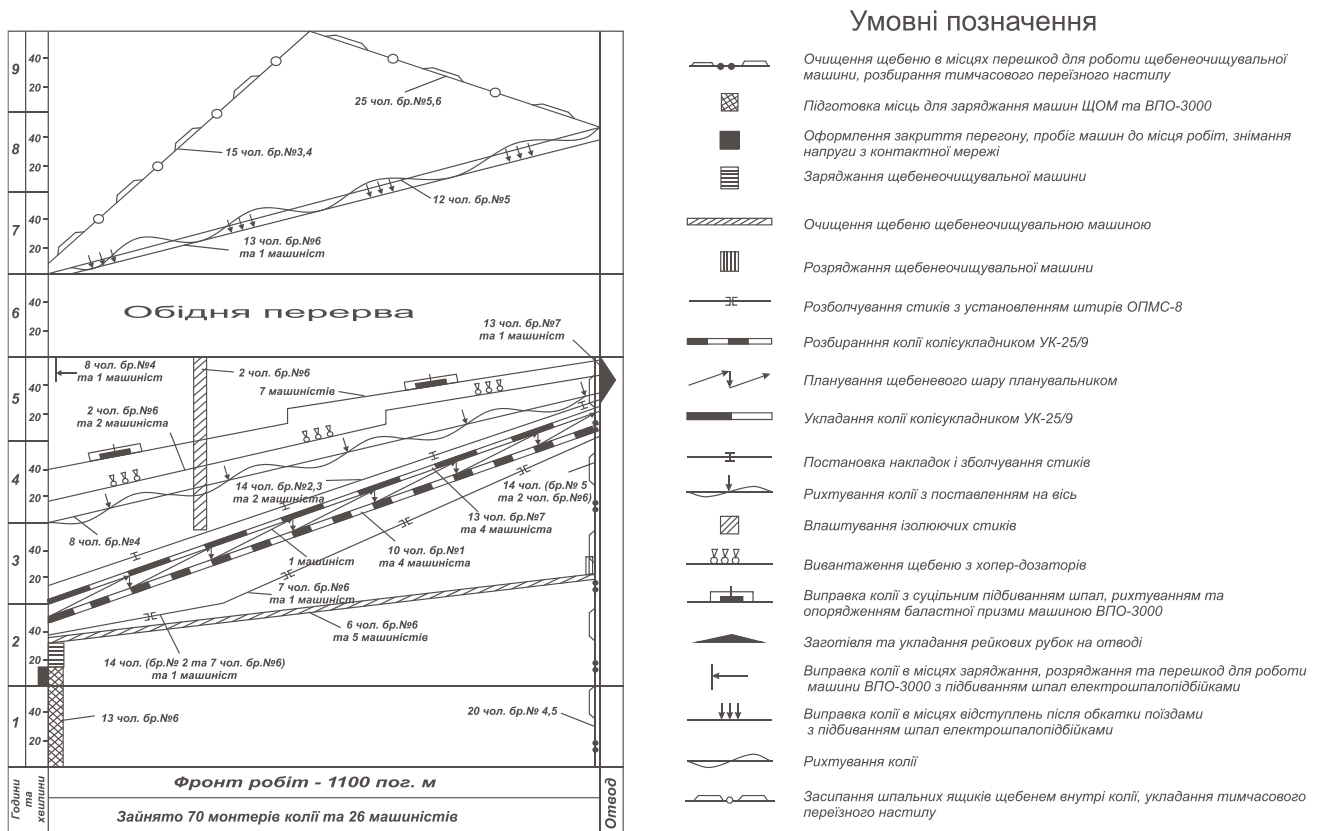 Умовні позначення
9
40
20
8
40
20
7
40
20
6
40
20
5
40
20
4
40
20
3
40
20
2
40
20
1
40
20
25 чол. бр.№5,6
15 чол. бр.№3,4
12 чол. бр.№5
13 чол. бр.№6
та 1 машиніст
Обідня перерва
13 чол. бр.№7
та 1 машиніст
8 чол. бр.№4
та 1 машиніст
2 чол. бр.№6
7 машиністів
2 чол. бр.№6
та 2 машиніста
14 чол. бр.№2,3
та 2 машиніста
14 чол. (бр.№ 5
та 2 чол. бр.№6)
13 чол. бр.№7
та 4 машиніста
8 чол. бр.№4
1 машиніст
10 чол. бр.№1
та 4 машиніста
7 чол. бр.№6
та 1 машиніст
6 чол. бр.№6
та 5 машиністів
14 чол. (бр.№ 2 та 7 чол. бр.№6)
та 1 машиніст
13 чол. бр.№6
20 чол. бр.№ 4,5
Години
та
хвилини
Фронт робіт - 1100 пог. м
Зайнято 70 монтерів колії та 26 машиністів
Отвод
Очищення щебеню в місцях перешкод для роботи щебенеочищувальної
машини, розбирання тимчасового переїзного настилу
Підготовка місць для заряджання машин ЩОМ та ВПО-3000
Оформлення закриття перегону, пробіг машин до місця робіт, знімання
напруги з контактної мережі
Заряджання щебенеочищувальної машини
Очищення щебеню щебенеочищувальною машиною
Розряджання щебенеочищувальної машини
Розболчування стиків з установленням штирів ОПМС-8
Розбиранння колії колієукладником УК-25/9
Планування щебеневого шару планувальником
Укладання колії колієукладником УК-25/9
Постановка накладок і зболчування стиків
Рихтування колії з поставленням на вісь
Влаштування ізолюючих стиків
Вивантаження щебеню з хопер-дозаторів
Виправка колії з суцільним підбиванням шпал, рихтуванням та
опорядженням баластної призми машиною ВПО-3000
Заготівля та укладання рейкових рубок на отводі
Виправка колії в місцях заряджання, розряджання та перешкод для роботи
машини ВПО-3000 з підбиванням шпал електрошпалопідбійками
Виправка колії в місцях відступлень після обкатки поїздами
з підбиванням шпал електрошпалопідбійками
Рихтування колії
Засипання шпальних ящиків щебенем внутрі колії, укладання тимчасового
переїзного настилу